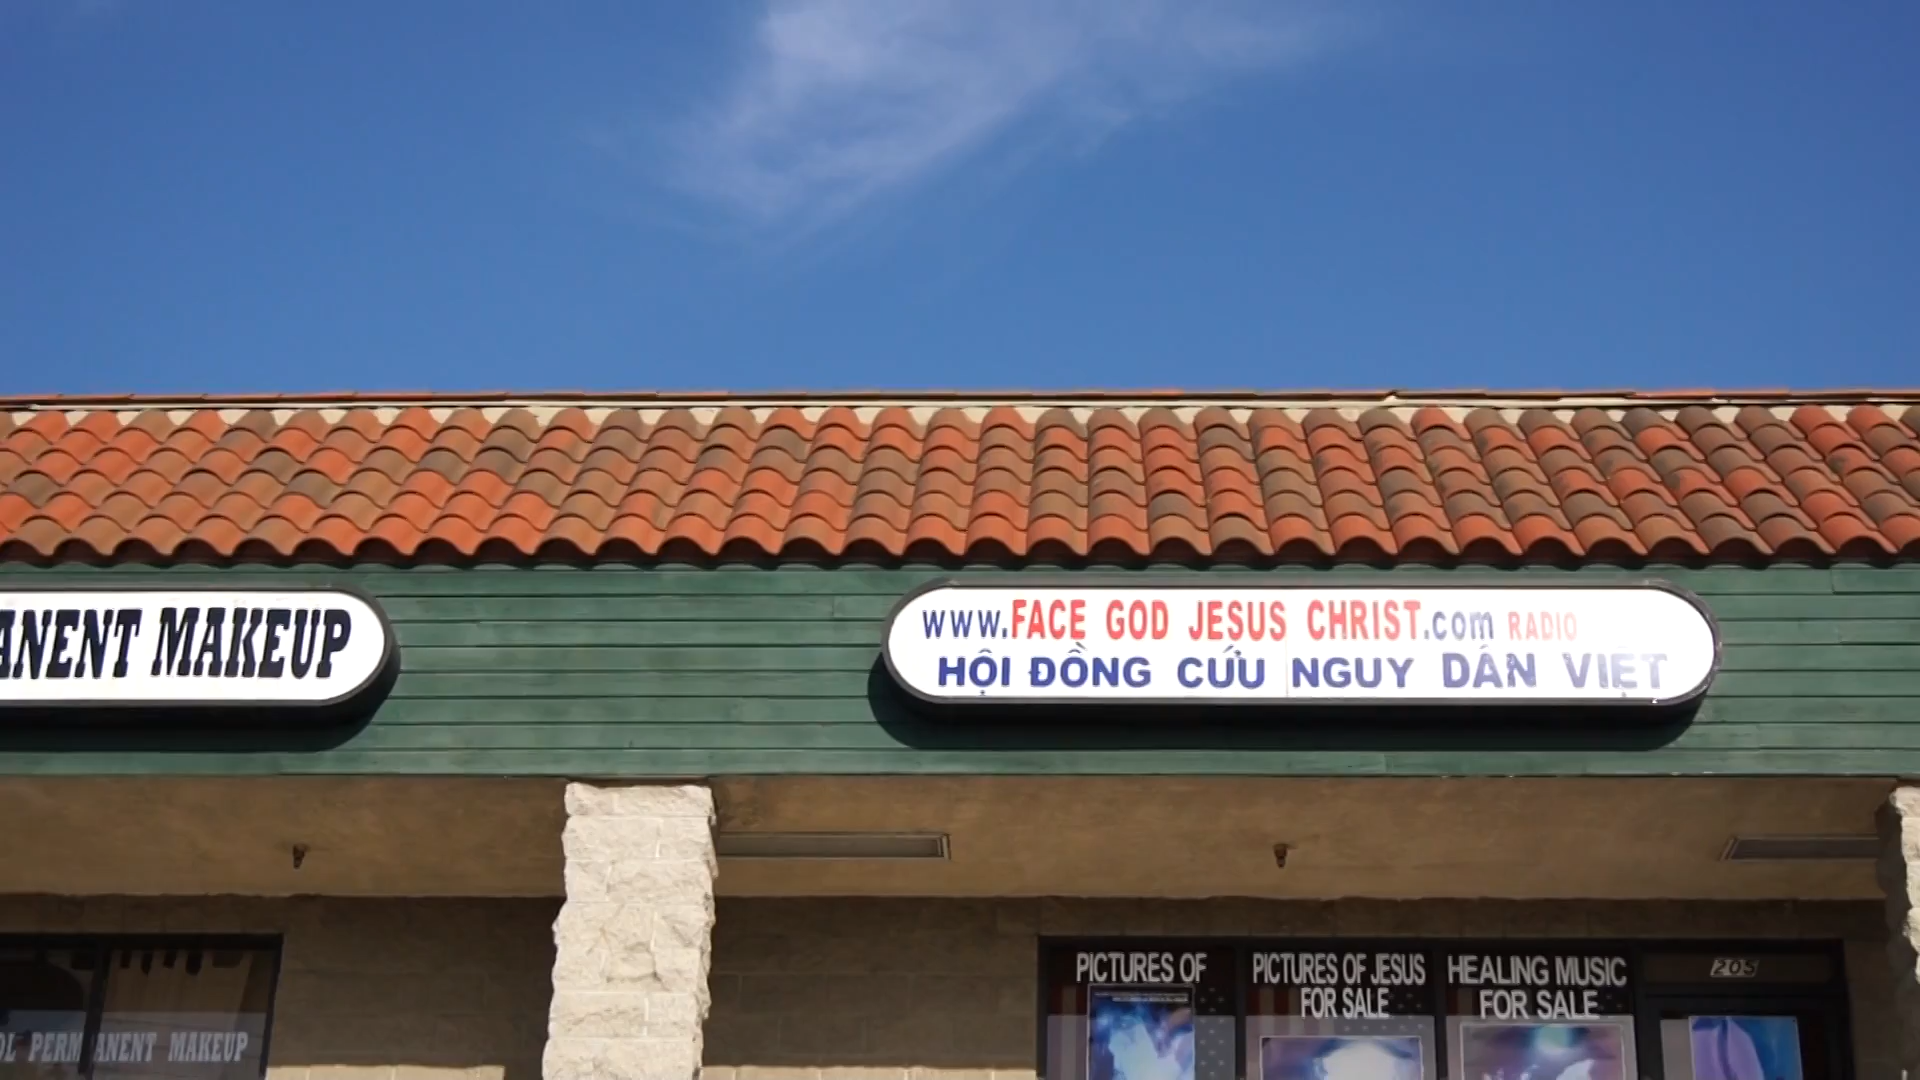 ANENT MAKEUP
www.FACE GOD JESUS CHRIST.com RADIO
HỘI ĐỒNG CỨU NGUY DÂN VIỆT
PERMANENT MAKEUP
PICTURES OF
PICTURES OF JESUS
FOR SALE
HEALING MUSIC
FOR SALE
205